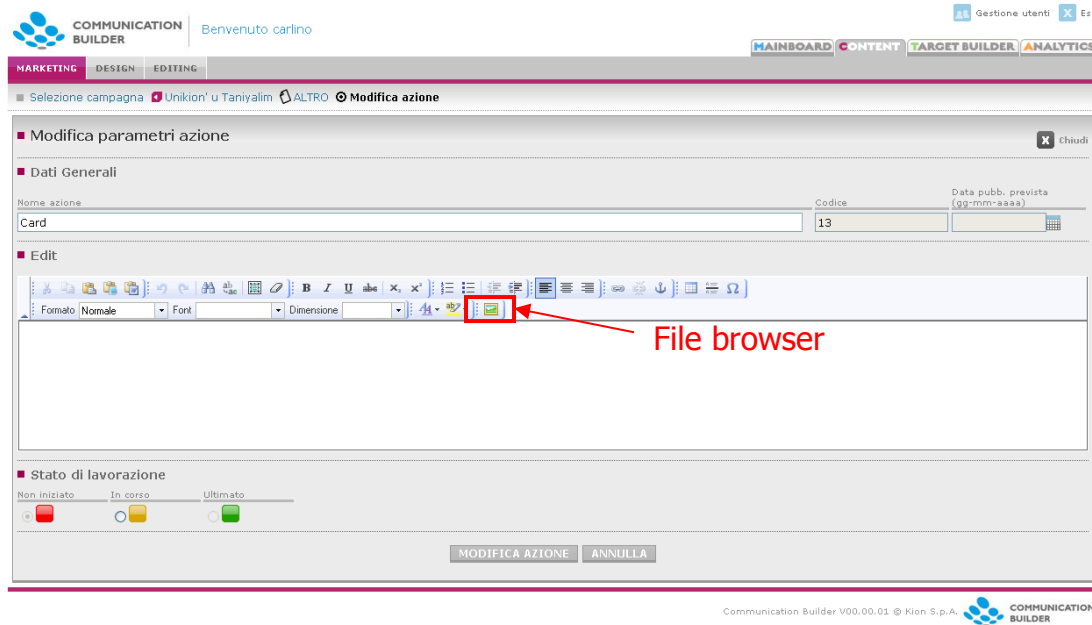 COMMUNICATION
BUILDER
Benvenuto carlino
Gestione utenti
X Es
MAINBOARD CONTENT TARGET BUILDER ANALYTICS
MARKETING DESIGN EDITING
Selezione campagna Unikion' u Taniyalim ALTRO Modifica azione
Modifica parametri azione
X Chiudi
Dati Generali
Nome azione
Codice
Data pubb. prevista
(gg-mm-aaaa)
Card
13
Edit
B I U abc x, x' Ω
Formato Normale Font Dimensione
File browser
Stato di lavorazione
Non iniziato In corso Ultimato
MODIFICA AZIONE ANNULLA
Communication Builder V00.00.01 @ Kion S.p.A.
COMMUNICATION
BUILDER